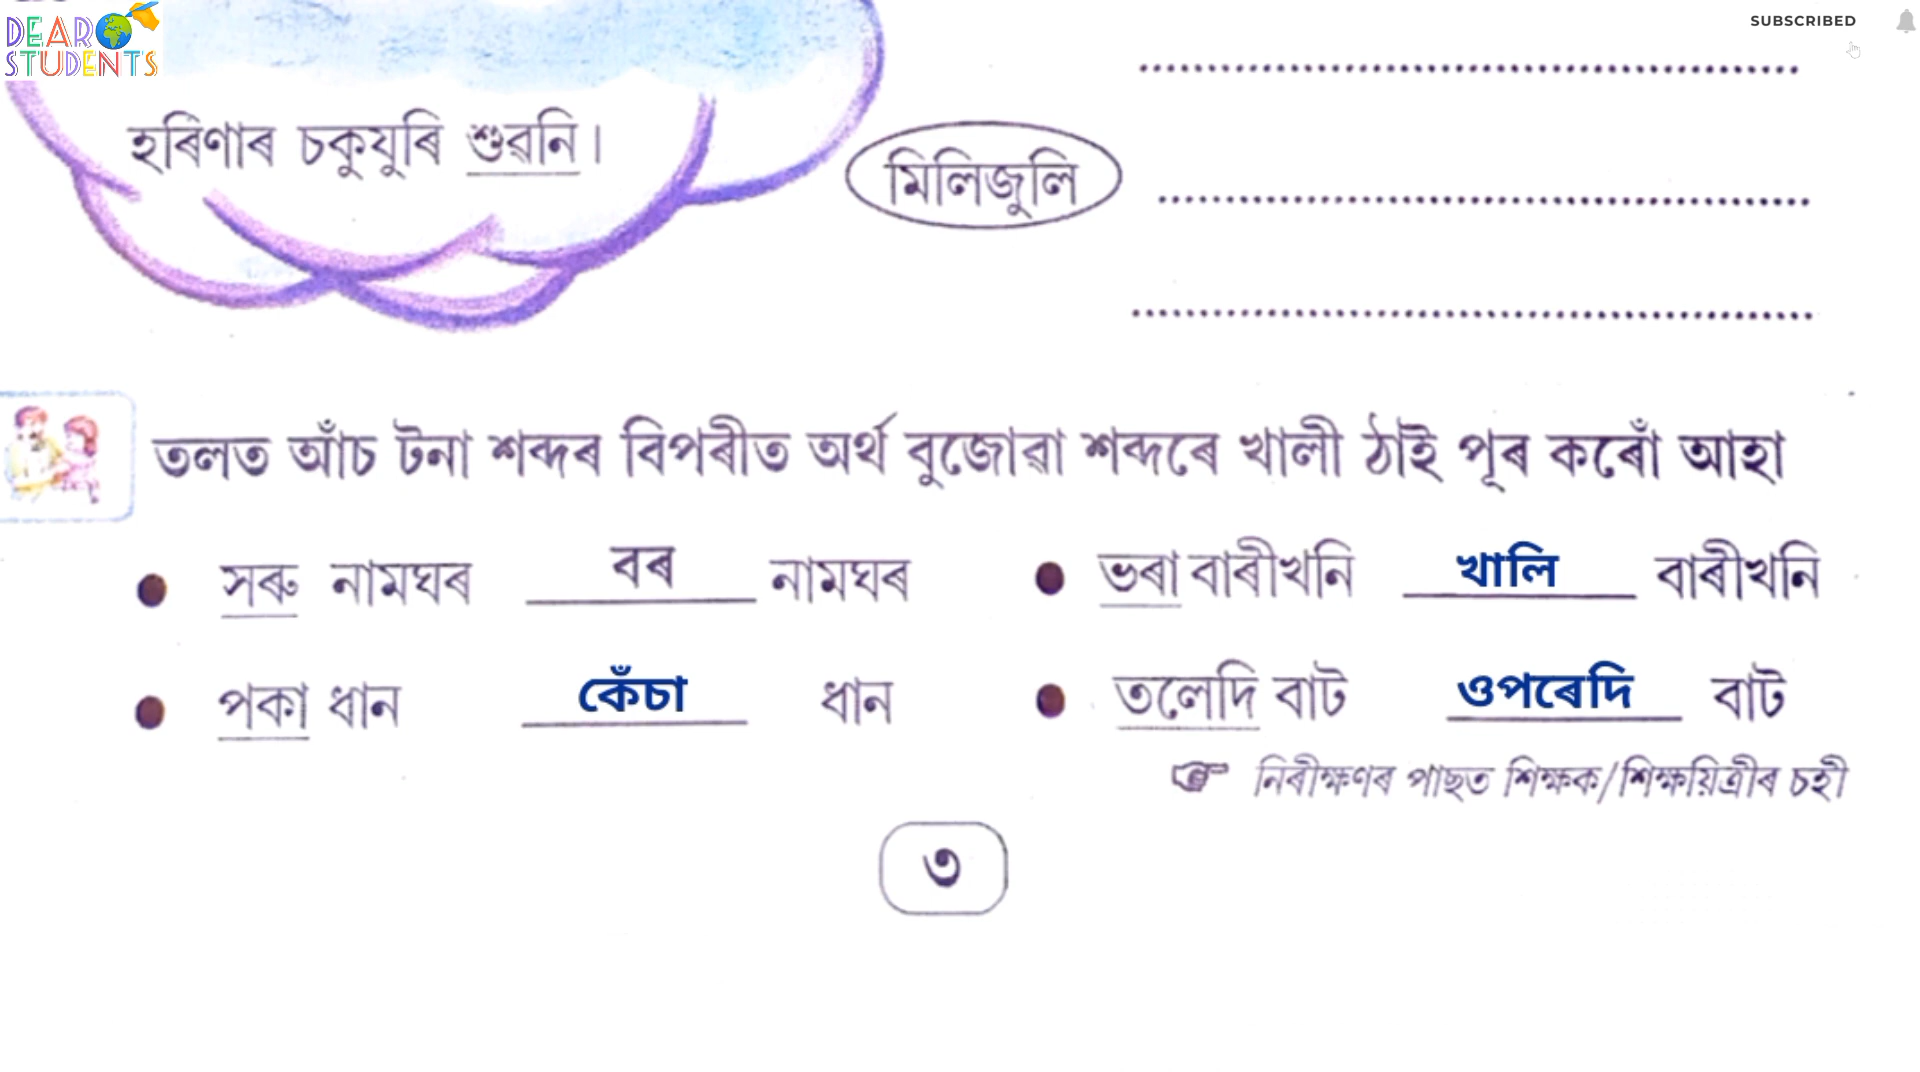 DEAR
STUDENTS
SUBSCRIBED
হৰিণাৰ চকুযুৰি শুৱনি।
মিলিজুলি
তলত আঁচ টনা শব্দৰ বিপৰীত অৰ্থ বুজোৱা শব্দৰে খালী ঠাই পূৰ কৰোঁ আহা
সৰু নামঘৰ বৰ নামঘৰ
ভৰা বাৰীখনি খালি বাৰীখনি
পকা ধান কেঁচা ধান
তলেদি বাট ওপৰেদি বাট
নিৰীক্ষণৰ পাছত শিক্ষক/শিক্ষয়িত্ৰীৰ চহী
৩